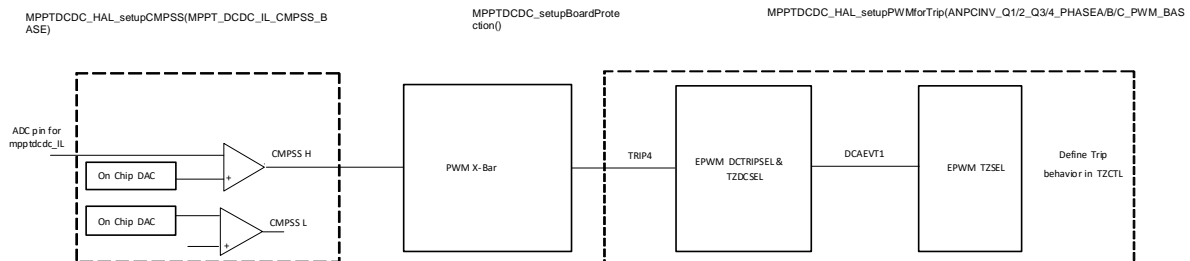 MPPTDCDC_HAL_setupCMPSS(MPPT_DCDC_IL_CMPSS_B
ASE)
MPPTDCDC_setupBoardProte
ction()
MPPTDCDC_HAL_setupPWMforTrip(ANPCINV_Q1/2_Q3/4_PHASEA/B/C_PWM_BAS
ADC pin for
mpptdcdc_IL
On Chip DAC
+
CMPSS H
On Chip DAC
+
CMPSS L
PWM X-Bar
TRIP4
EPWM DCTRIPSEL &
TZDCSEL
DCAEVT1
EPWM TZSEL
Define Trip
behavior in TZCTL